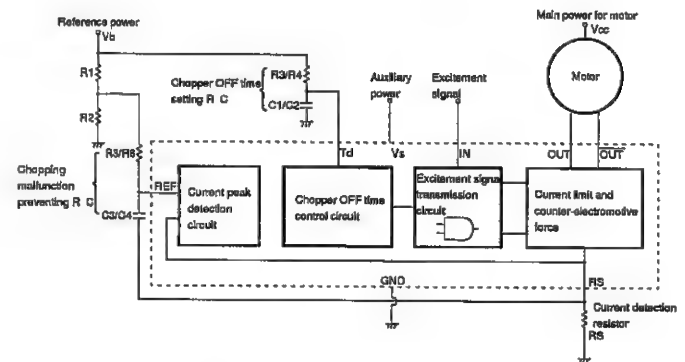 Reference power
Vb
R1
R2
Chopper OFF time
setting R C
R3/R4
C1/C2
Auxiliary
power
Excitement
signal
Main power for motor
Vcc
Motor
Chopping
malfunction
preventing R C
C3/C4
REF
Td
Vs
IN
OUT
OUT
Current peak
detection
circuit
Chopper OFF time
control circuit
Excitement signal
transmission
circuit
Current limit and
counter-electromotive
force
GND
RS
Current detection
resistor
RS